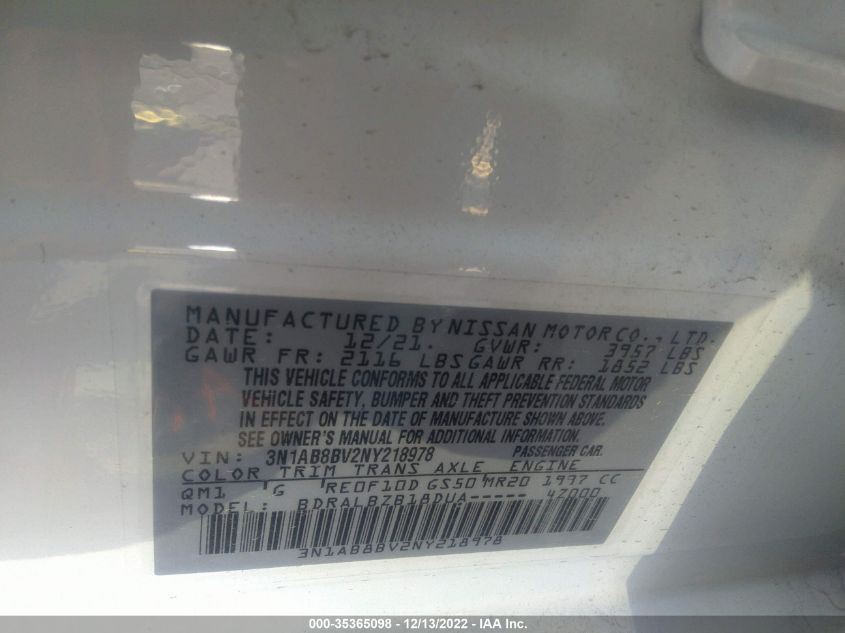 MANUFACTURED BY NISSAN MOTOR CO., LTD.
DATE: 12/21. GVWR: 3957 LBS
GAWR FR: 2116 LBS GAWR RR: 1852 LBS
THIS VEHICLE CONFORMS TO ALL APPLICABLE FEDERAL MOTOR
VEHICLE SAFETY, BUMPER AND THEFT PREVENTION STANDARDS
IN EFFECT ON THE DATE OF MANUFACTURE SHOWN ABOVE.
SEE OWNER'S MANUAL FOR ADDITIONAL INFORMATION.
VIN: 3N1AB8BV2NY218978 PASSENGER CAR.
COLOR TRIM TRANS AXLE ENGINE
QM1 'G 'RE0F10D GS50 'MR20 1997 CC
MODEL: BDRALBZB18DUA----- 47000
3N1AB8BV2NY218978
000-35365098 - 12/13/2022 - IAA Inc.